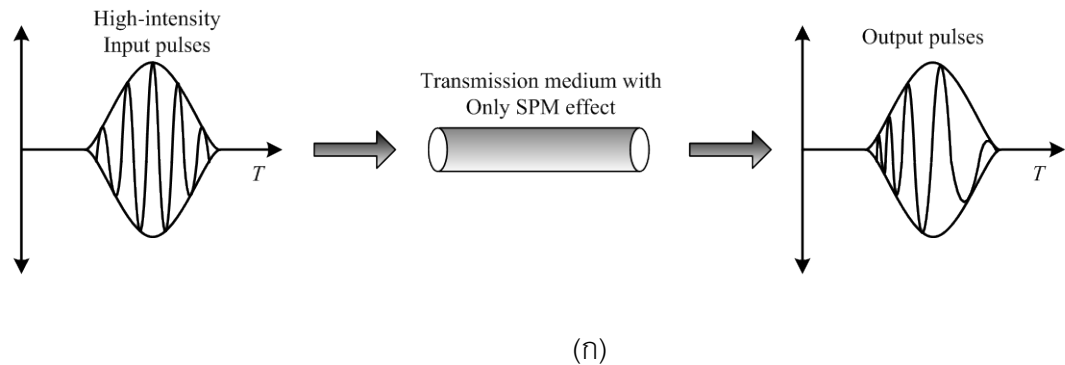 High-intensity
Input pulses
T
Transmission medium with
Only SPM effect
Output pulses
T
(ก)